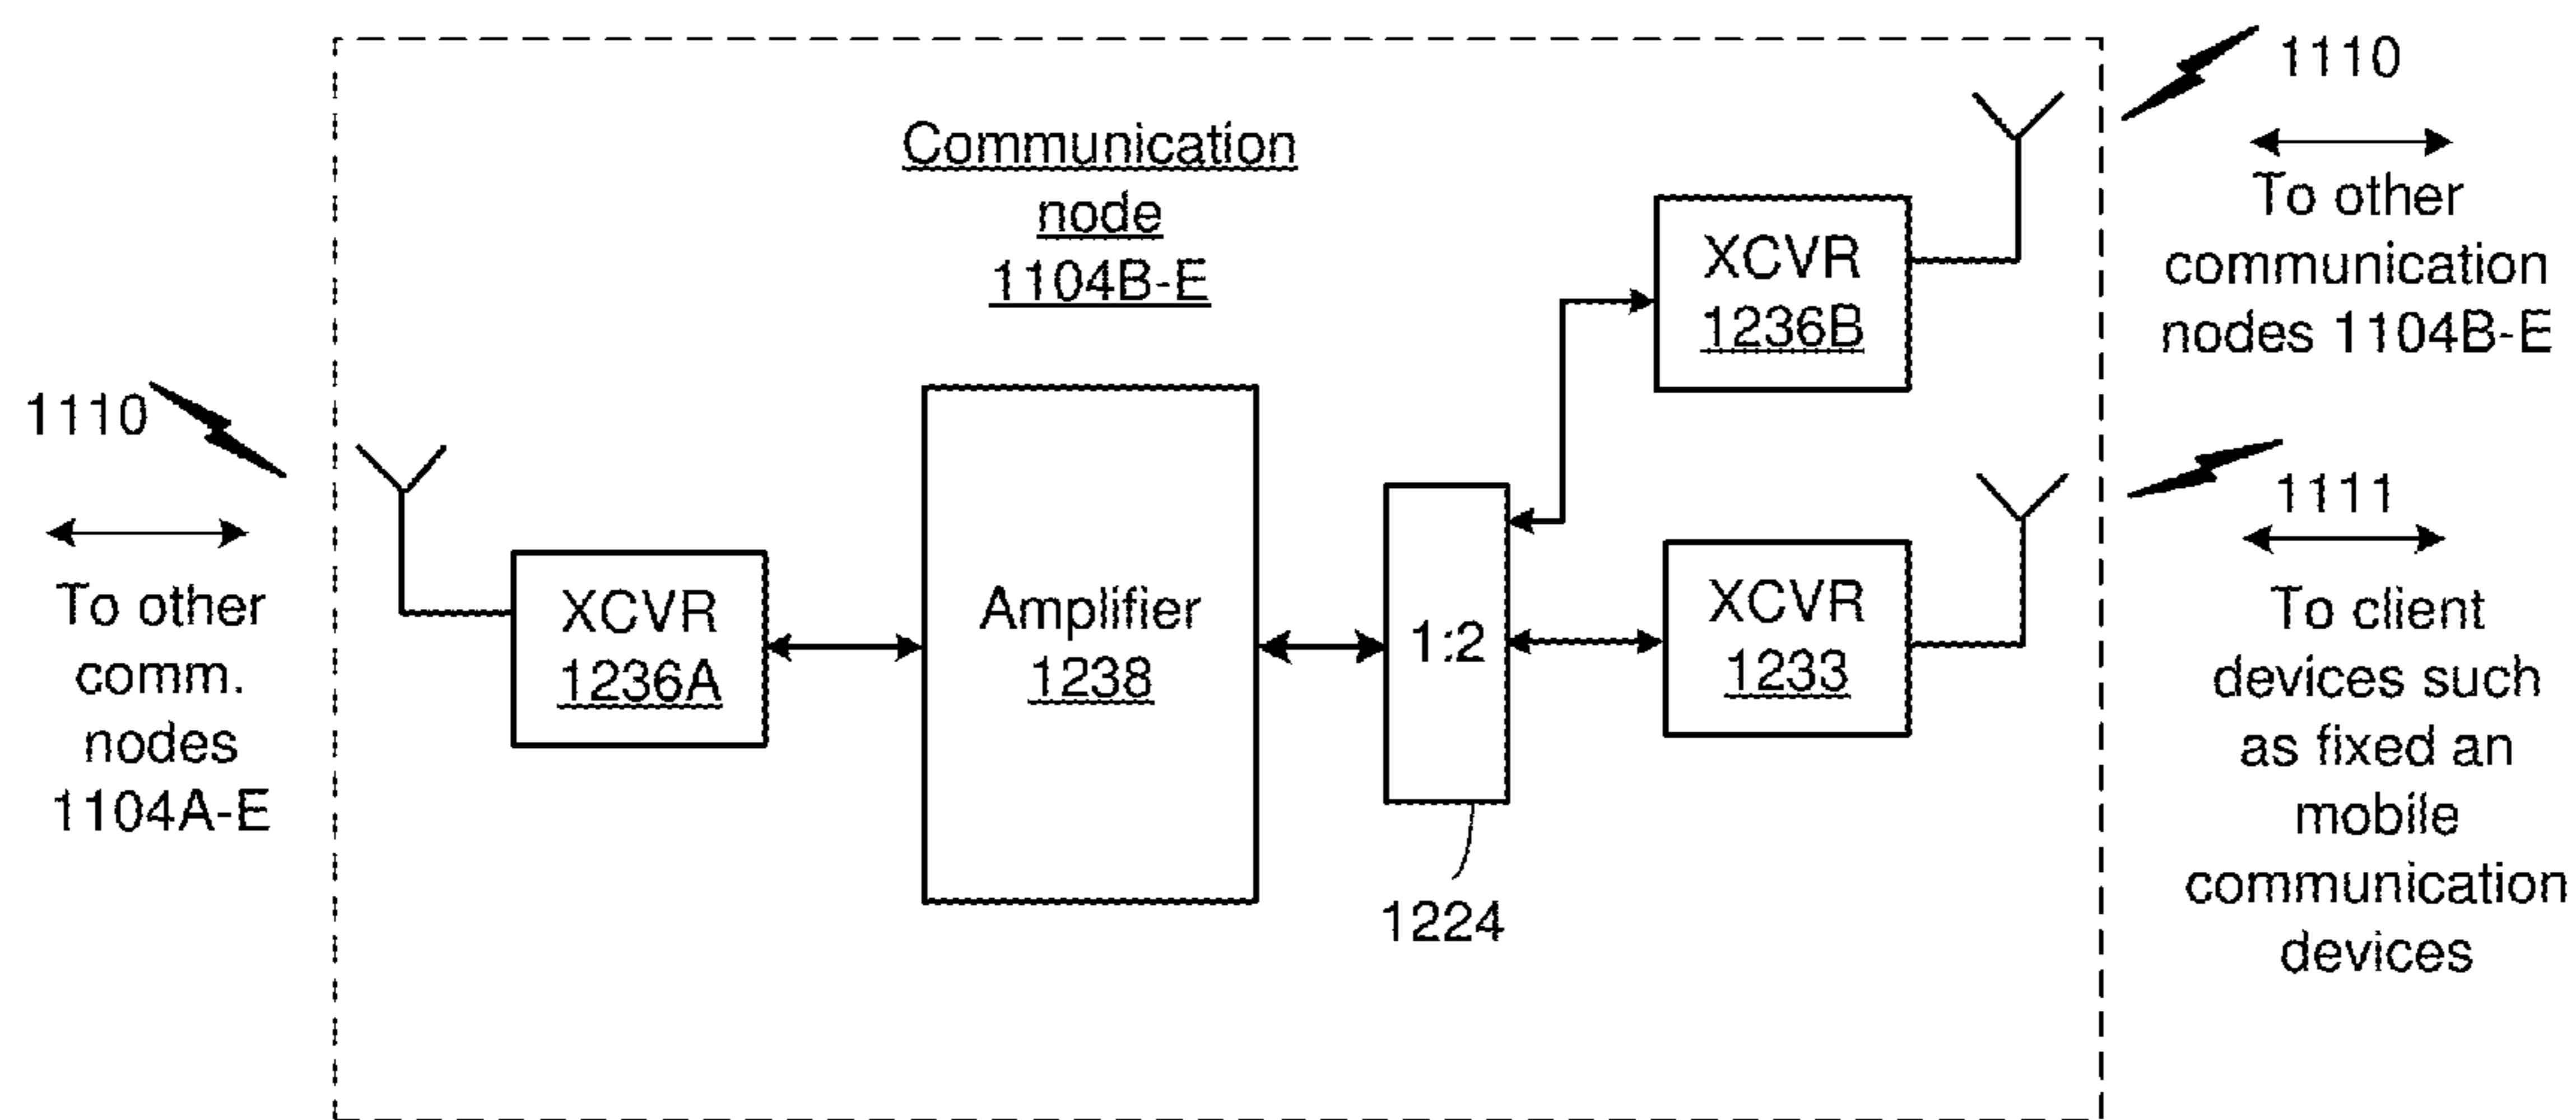 Communication
node
1104B-E
1110
To other
comm.
nodes
1104A-E
XCVR
1236A
Amplifier
1238
1:2
1224
XCVR
1236B
XCVR
1233
1110
To other
communication
nodes 1104B-E
1111
To client
devices such
as fixed an
mobile
communication
devices